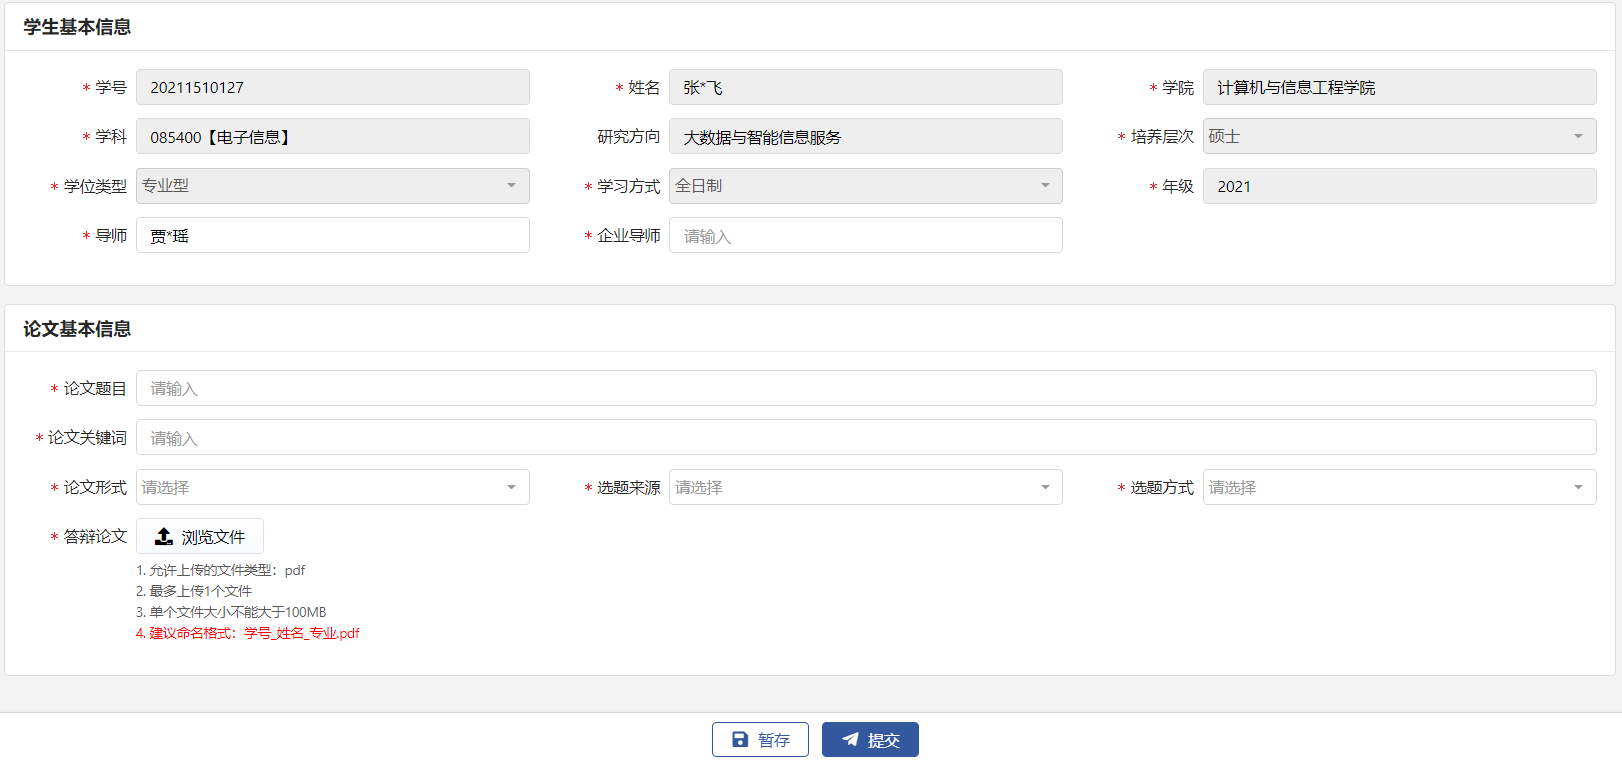 学生基本信息
* 学号 20211510127 * 姓名 张*飞 * 学院 计算机与信息工程学院
* 学科 085400【电子信息】 研究方向 大数据与智能信息服务 * 培养层次 硕士
* 学位类型 专业型 * 学习方式 全日制 * 年级 2021
* 导师 贾*瑶 * 企业导师 请输入
论文基本信息
* 论文题目 请输入
* 论文关键词 请输入
* 论文形式 请选择 * 选题来源 请选择 * 选题方式 请选择
* 答辩论文 浏览文件
1. 允许上传的文件类型：pdf
2. 最多上传1个文件
3. 单个文件大小不能大于100MB
4. 建议命名格式：学号_姓名_专业.pdf
暂存 提交